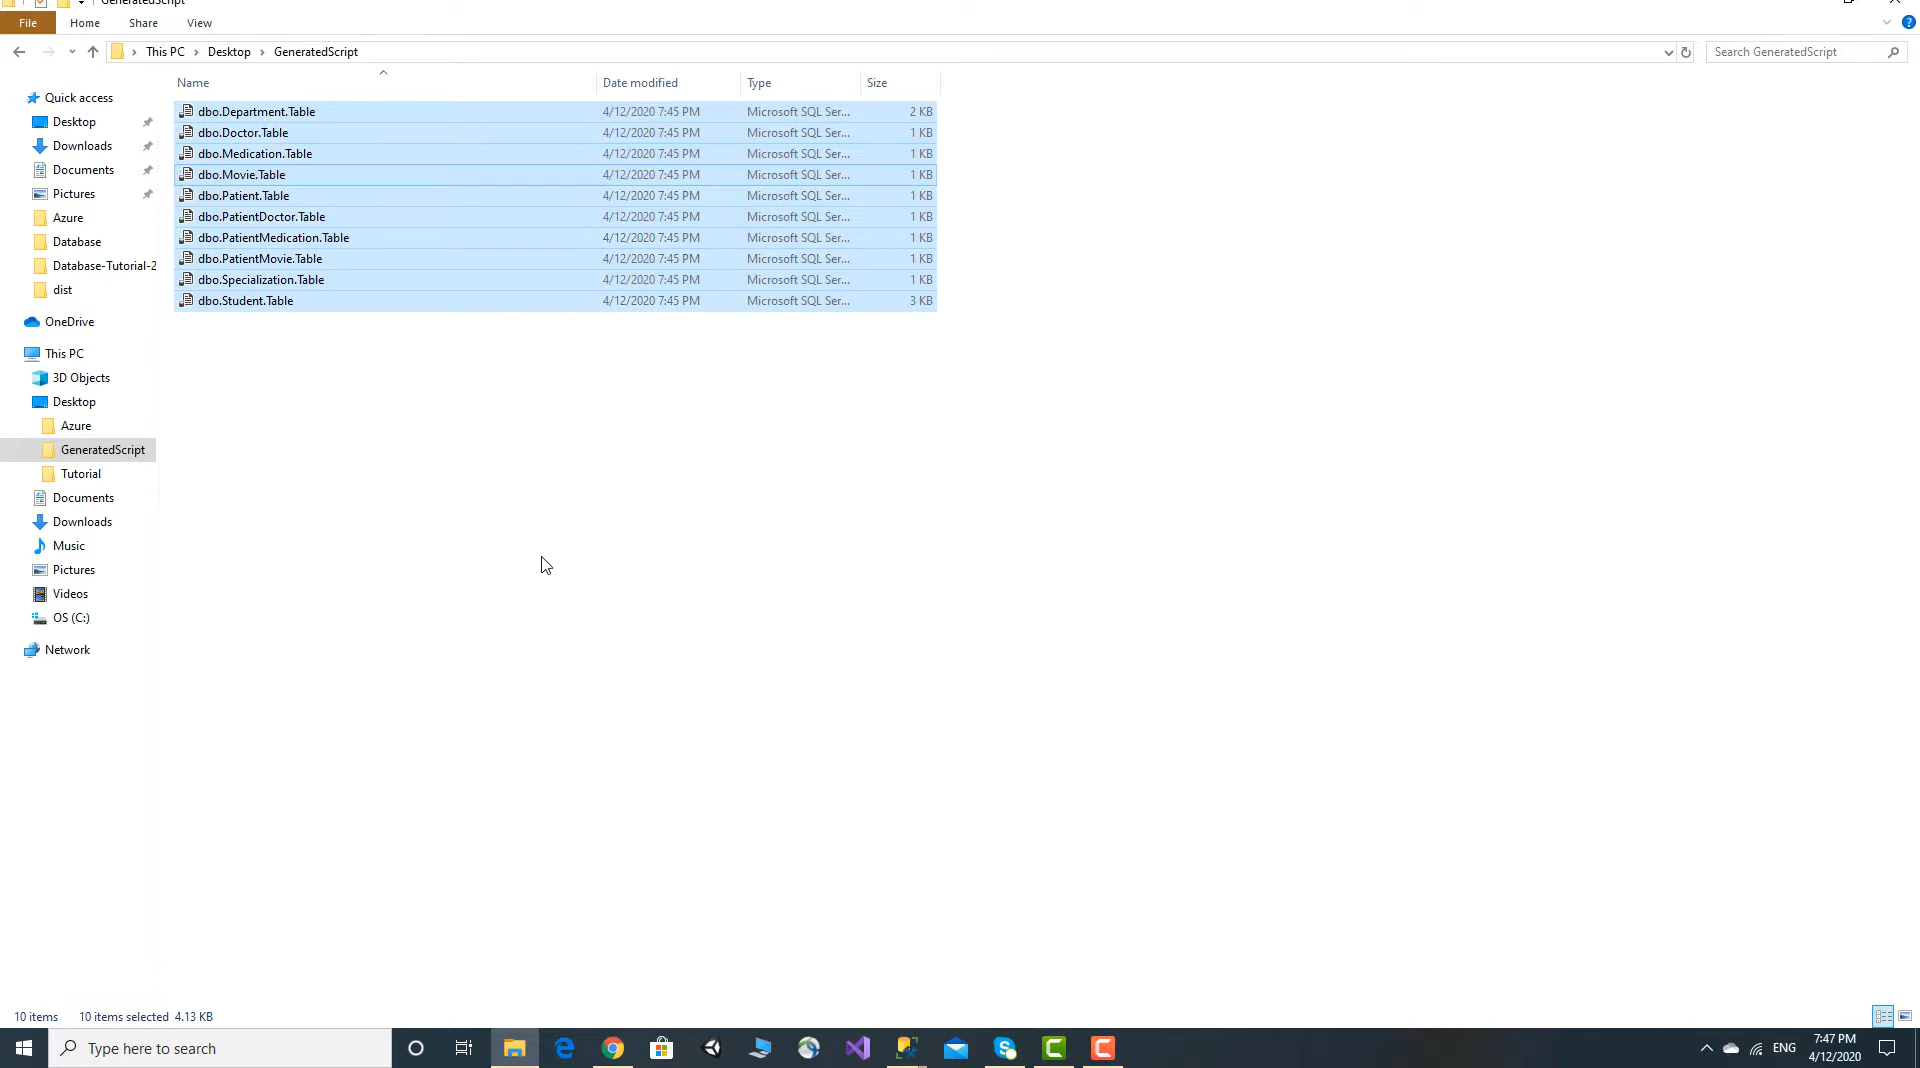 GeneratedScript
File Home Share View
This PC Desktop GeneratedScript Search GeneratedScript
Name Date modified Type Size
dbo.Department.Table 4/12/2020 7:45 PM Microsoft SQL Ser... 2 KB
dbo.Doctor.Table 4/12/2020 7:45 PM Microsoft SQL Ser... 1 KB
dbo.Medication.Table 4/12/2020 7:45 PM Microsoft SQL Ser... 1 KB
dbo.Movie.Table 4/12/2020 7:45 PM Microsoft SQL Ser... 1 KB
dbo.Patient.Table 4/12/2020 7:45 PM Microsoft SQL Ser... 1 KB
dbo.PatientDoctor.Table 4/12/2020 7:45 PM Microsoft SQL Ser... 1 KB
dbo.PatientMedication.Table 4/12/2020 7:45 PM Microsoft SQL Ser... 1 KB
dbo.PatientMovie.Table 4/12/2020 7:45 PM Microsoft SQL Ser... 1 KB
dbo.Specialization.Table 4/12/2020 7:45 PM Microsoft SQL Ser... 1 KB
dbo.Student.Table 4/12/2020 7:45 PM Microsoft SQL Ser... 3 KB
Quick access
Desktop
Downloads
Documents
Pictures
Azure
Database
Database-Tutorial-2
dist
OneDrive
This PC
3D Objects
Desktop
Azure
GeneratedScript
Tutorial
Documents
Downloads
Music
Pictures
Videos
OS (C:)
Network
10 items 10 items selected 4.13 KB
Type here to search
ENG
7:47 PM
4/12/2020